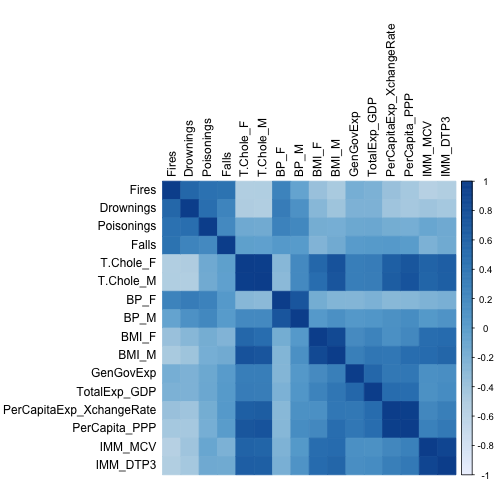 Fires
Drownings
Poisonings
Falls
T.Chole_F
T.Chole_M
BP_F
BP_M
BMI_F
BMI_M
GenGovExp
TotalExp_GDP
PerCapitaExp_XchangeRate
PerCapita_PPP
IMM_MCV
IMM_DTP3
Fires
Drownings
Poisonings
Falls
T.Chole_F
T.Chole_M
BP_F
BP_M
BMI_F
BMI_M
GenGovExp
TotalExp_GDP
PerCapitaExp_XchangeRate
PerCapita_PPP
IMM_MCV
IMM_DTP3
1
0.8
0.6
0.4
0.2
0
-0.2
-0.4
-0.6
-0.8
-1